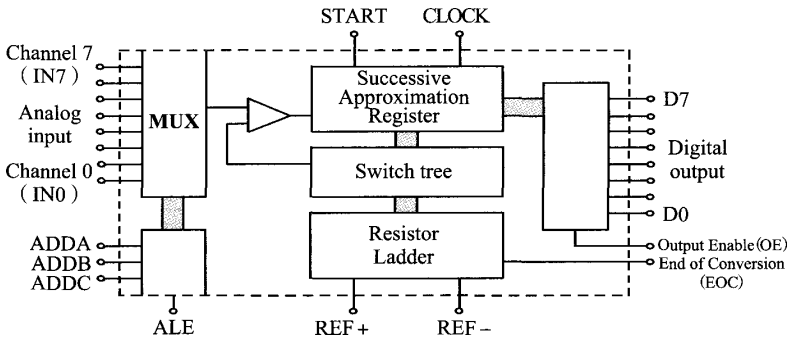 START
CLOCK
Channel 7
( IN7 )
Analog
input
Channel 0
( IN0 )
MUX
Successive
Approximation
Register
Switch tree
Resistor
Ladder
D7
Digital
output
D0
Output Enable(OE)
End of Conversion
(EOC)
ADDA
ADDB
ADDC
ALE
REF+
REF−